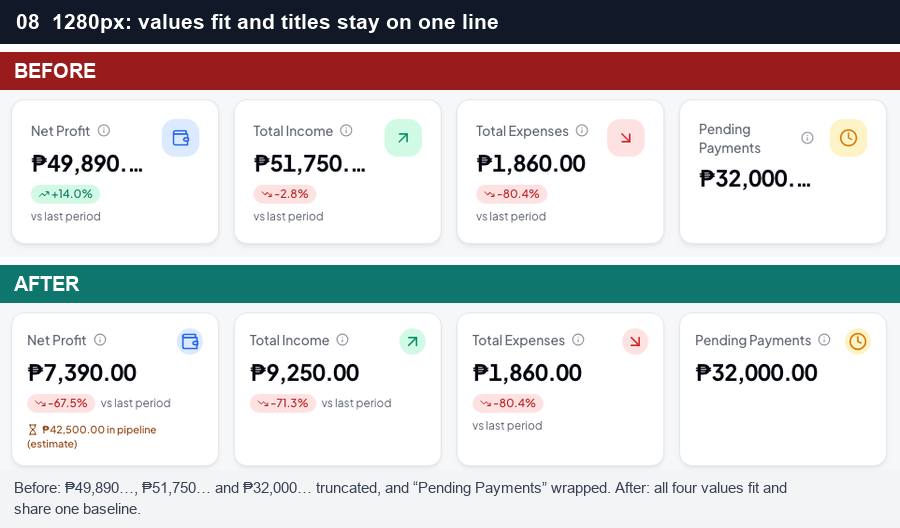 08 1280px: values fit and titles stay on one line
BEFORE
Net Profit
₱49,890....
+14.0%
vs last period
Total Income
₱51,750....
-2.8%
vs last period
Total Expenses
₱1,860.00
-80.4%
vs last period
Pending
Payments
₱32,000....
AFTER
Net Profit
₱7,390.00
-67.5% vs last period
₱42,500.00 in pipeline
(estimate)
Total Income
₱9,250.00
-71.3% vs last period
Total Expenses
₱1,860.00
-80.4%
vs last period
Pending Payments
₱32,000.00
Before: ₱49,890…, ₱51,750… and ₱32,000… truncated, and “Pending Payments” wrapped. After: all four values fit and
share one baseline.